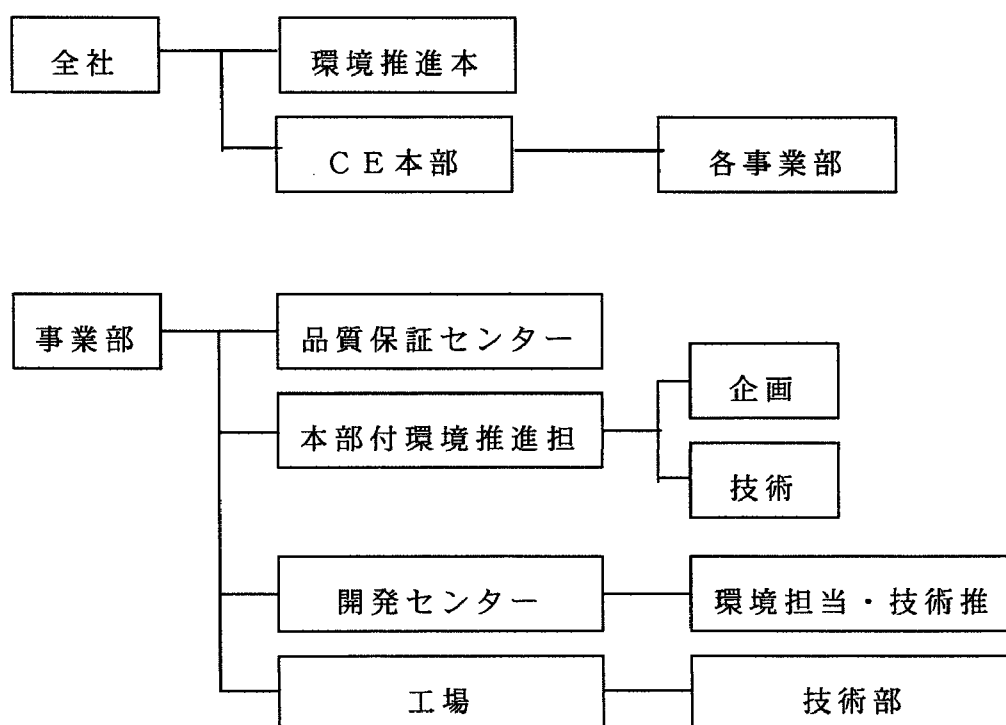 全社
環境推進本
CE本部
各事業部
事業部
品質保証センター
本部付環境推進担
企画
技術
開発センター
環境担当・技術推
工場
技術部